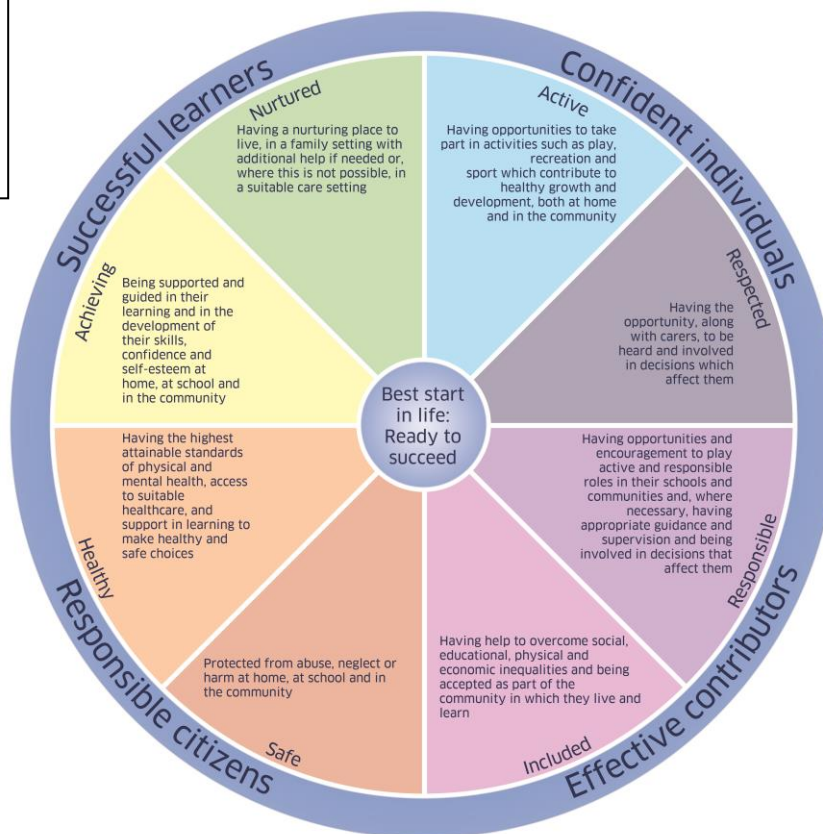 Successful learners
Confident individuals
Nurtured
Having a nurturing place to
live, in a family setting with
additional help if needed or,
where this is not possible, in
a suitable care setting
Active
Having opportunities to take
part in activities such as play,
recreation and
sport which contribute to
healthy growth and
development, both at home
and in the community
Achieving
Being supported and
guided in their
learning and in the
development of
their skills,
confidence and
self-esteem at
home, at school and
in the community
Respected
Having the
opportunity, along
with carers, to be
heard and involved
in decisions which
affect them
Best start
in life:
Ready to
succeed
Healthy
Having the highest
attainable standards
of physical and
mental health, access
to suitable
healthcare, and
support in learning to
make healthy and
safe choices
Responsible
Having opportunities and
encouragement to play
active and responsible
roles in their schools and
communities and, where
necessary, having
appropriate guidance and
supervision and being
involved in decisions that
affect them
Protected from abuse, neglect or
harm at home, at school and in
the community
Safe
Having help to overcome social,
educational, physical and
economic inequalities and being
accepted as part of the
community in which they live and
learn
Included
Responsible citizens
Effective contributors